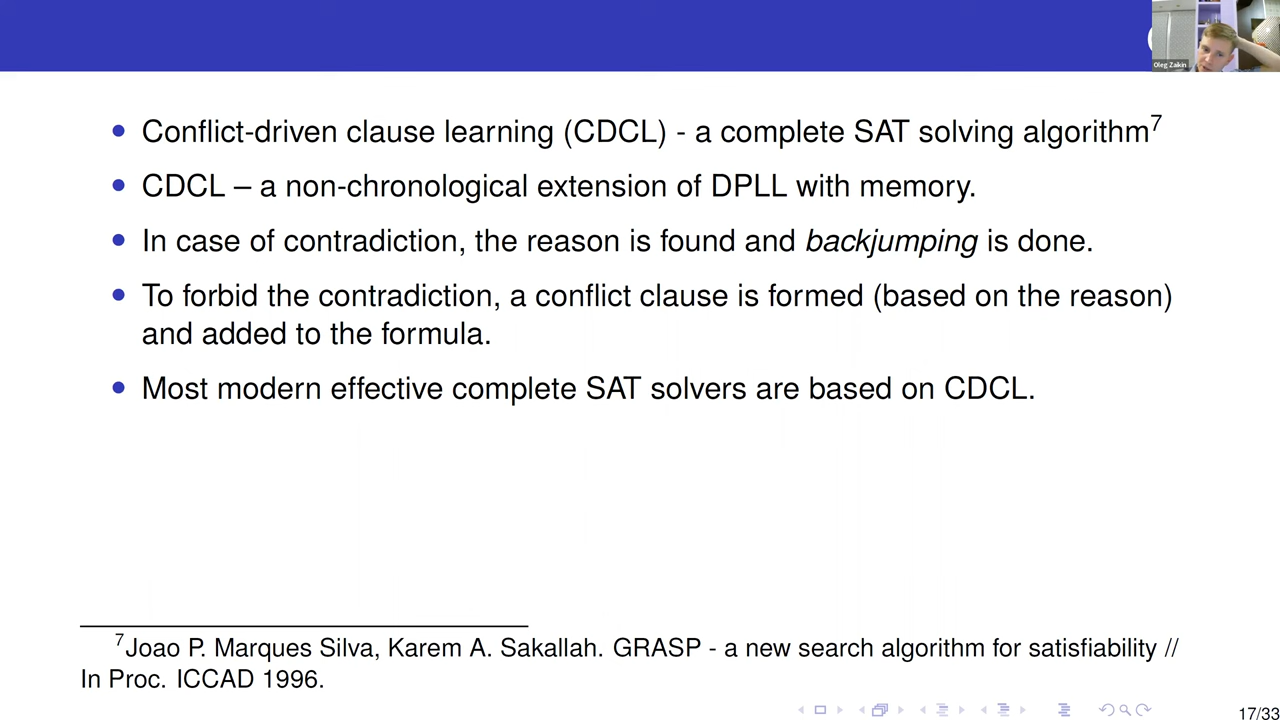 Oleg Zaikin
• Conflict-driven clause learning (CDCL) - a complete SAT solving algorithm⁷
• CDCL – a non-chronological extension of DPLL with memory.
• In case of contradiction, the reason is found and backjumping is done.
• To forbid the contradiction, a conflict clause is formed (based on the reason)
and added to the formula.
• Most modern effective complete SAT solvers are based on CDCL.
⁷Joao P. Marques Silva, Karem A. Sakallah. GRASP - a new search algorithm for satisfiability //
In Proc. ICCAD 1996.
17/33